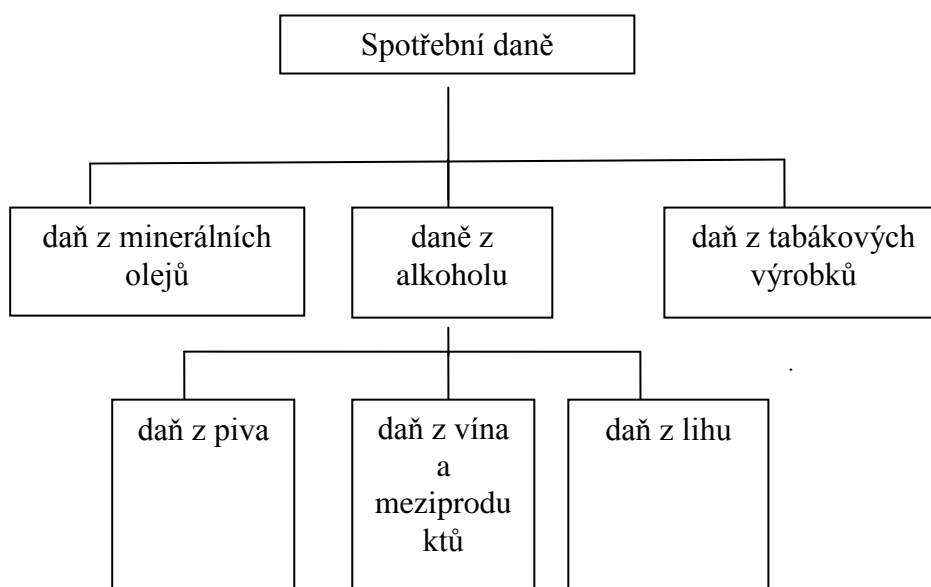 Spotřební daně
daň z minerálních
olejů
daně z
alkoholu
daň z tabákových
výrobků
daň z piva
daň z vína
a
meziprodu
ktů
daň z lihu